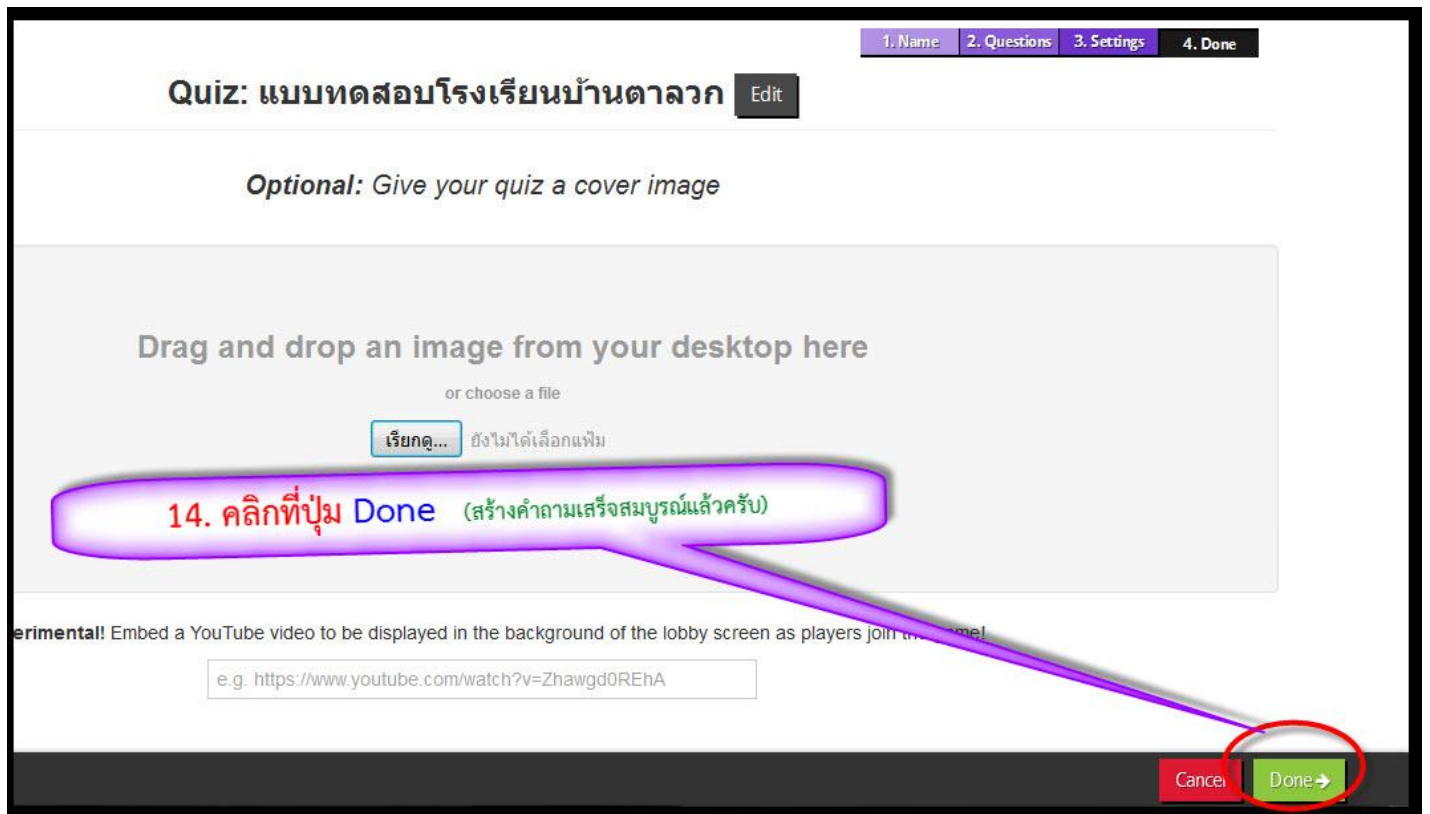 1. Name 2. Questions 3. Settings 4. Done
Quiz: แบบทดสอบโรงเรียนบ้านตาลวก Edit
Optional: Give your quiz a cover image
Drag and drop an image from your desktop here
or choose a file
เรียกดู... ยังไม่ได้เลือกแฟ้ม
14. คลิกที่ปุ่ม Done (สร้างคำถามเสร็จสมบูรณ์แล้วครับ)
erimental! Embed a YouTube video to be displayed in the background of the lobby screen as players join the game!
e.g. https://www.youtube.com/watch?v=Zhawgd0REhA
Cancel Done